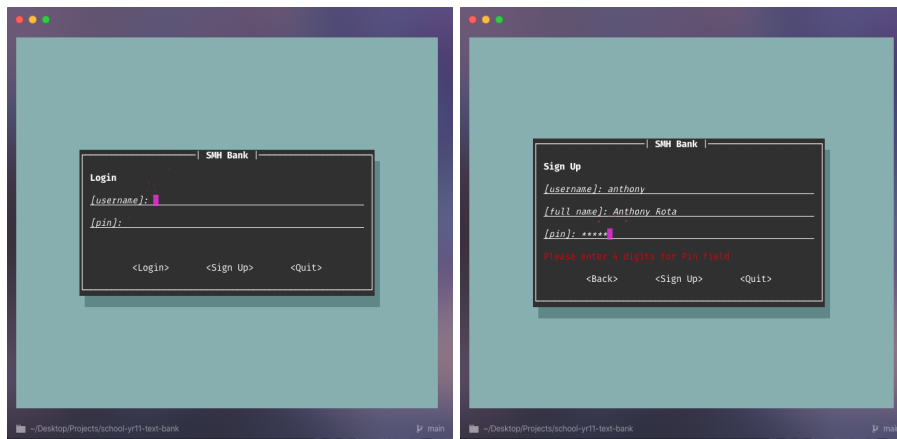 SMH Bank
Login
[username]:
[pin]:
<Login> <Sign Up> <Quit>
~/Desktop/Projects/school-yr11-text-bank main
SMH Bank
Sign Up
[username]: anthony
[full name]: Anthony Rota
[pin]: *****
Please enter 4 digits for Pin field
<Back> <Sign Up> <Quit>
~/Desktop/Projects/school-yr11-text-bank main